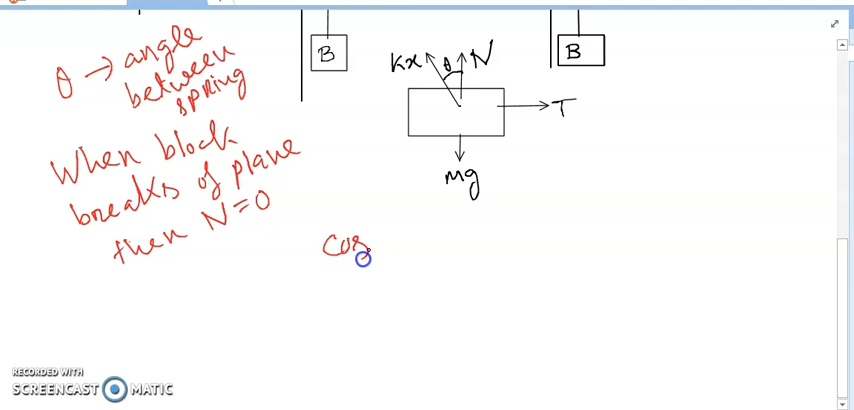 B
B
θ → angle
between
spring
When block
breaks of plane
then N=0
Kx θ N
T
mg
Cos
RECORDED WITH
SCREENCAST MATIC